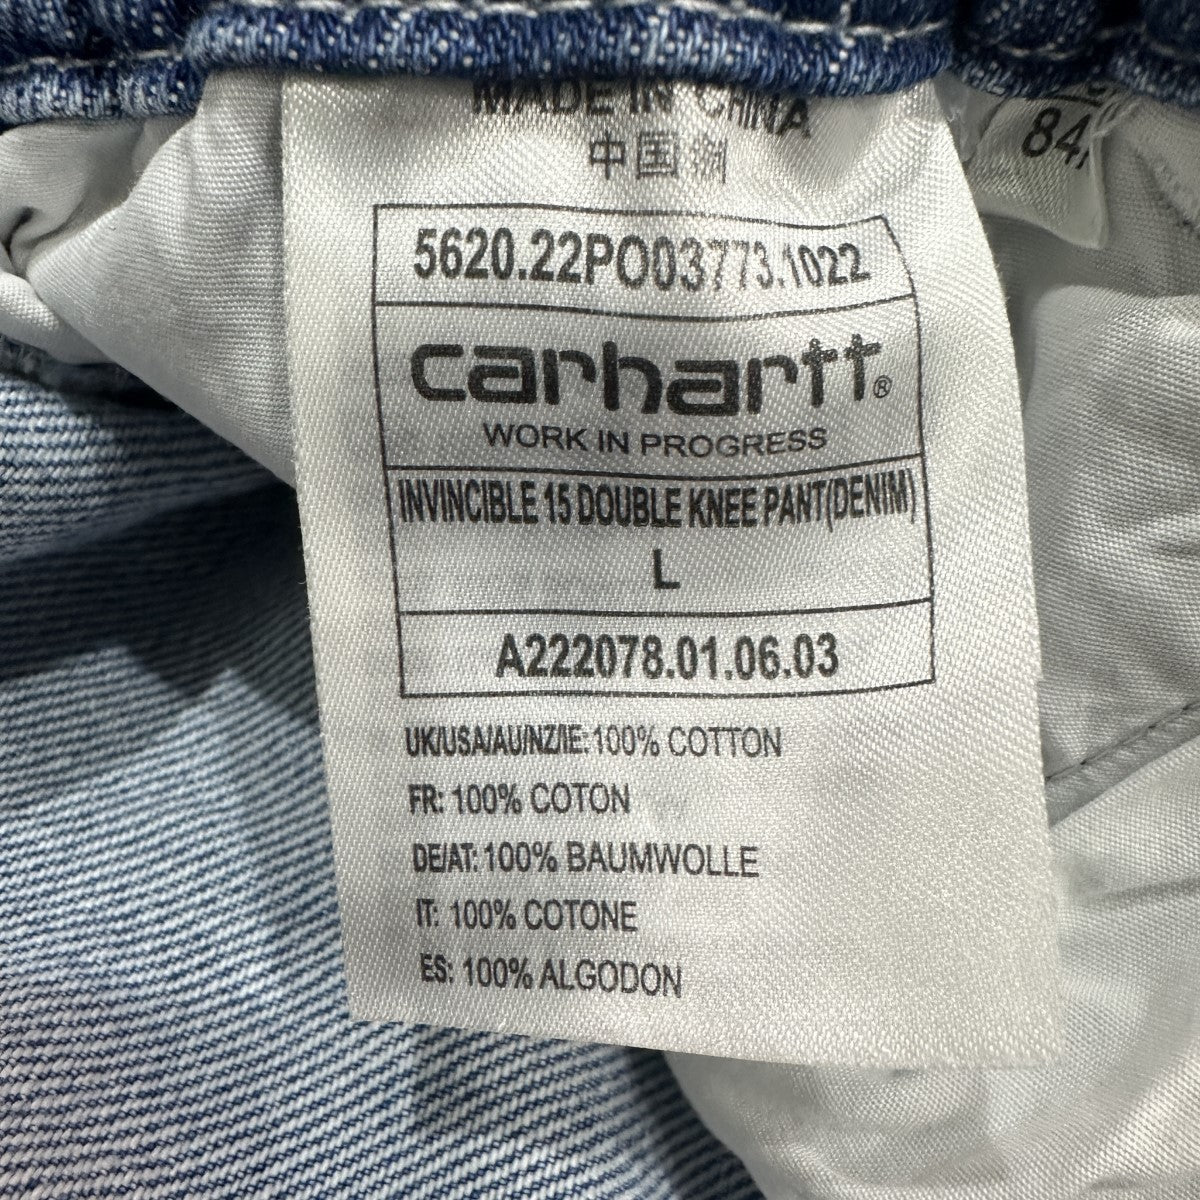 MADE IN CHINA
中国
84
5620.22PO03773.1022
carhartt®
WORK IN PROGRESS
INVINCIBLE 15 DOUBLE KNEE PANT(DENIM)
L
A222078.01.06.03
UK/USA/AU/NZ/IE: 100% COTTON
FR: 100% COTON
DE/AT: 100% BAUMWOLLE
IT: 100% COTONE
ES: 100% ALGODON